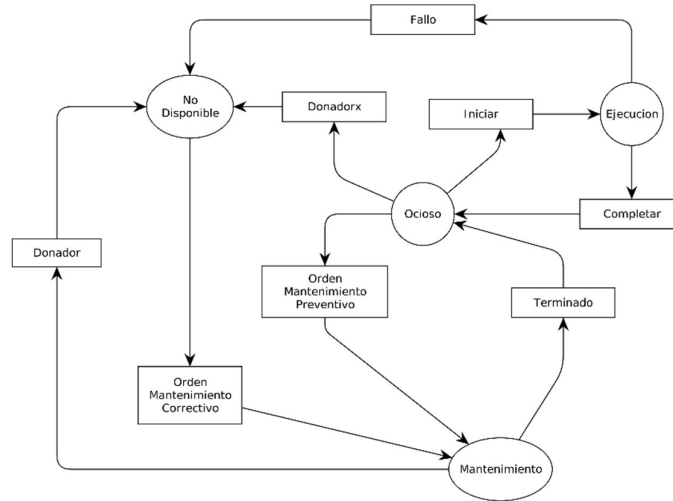 Fallo
No
Disponible
Donadorx
Iniciar
Ejecucion
Ocioso
Completar
Donador
Orden
Mantenimiento
Preventivo
Terminado
Orden
Mantenimiento
Correctivo
Mantenimiento